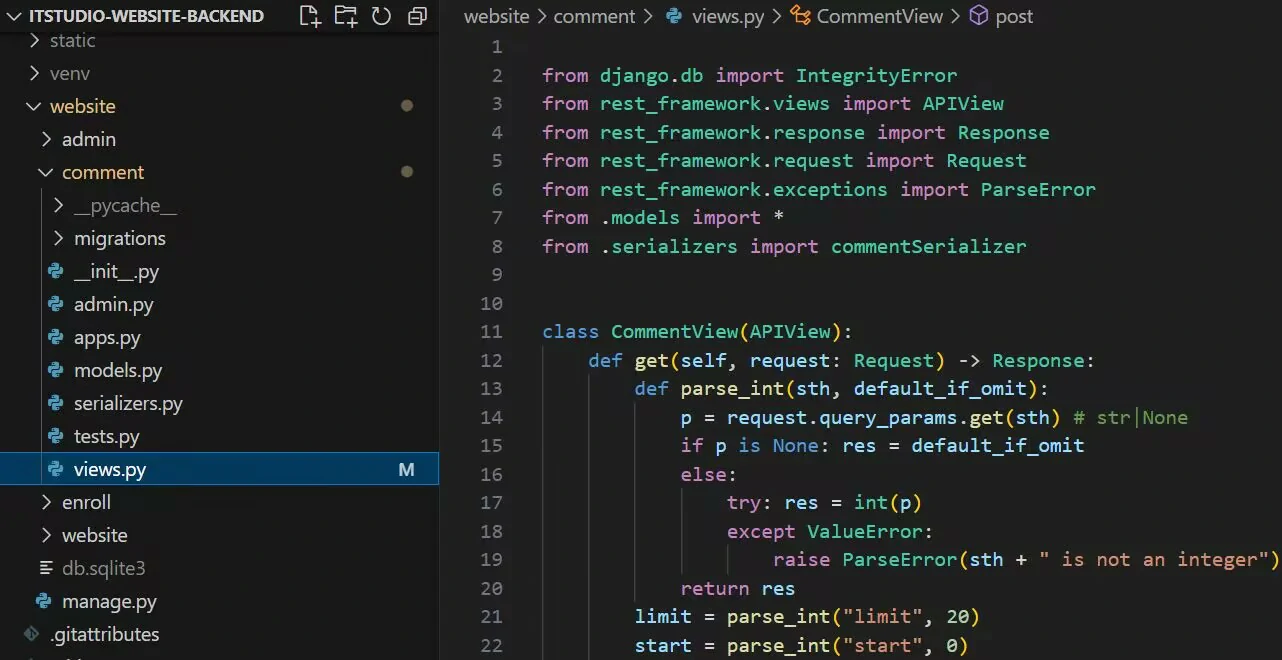 ITSTUDIO-WEBSITE-BACKEND
static
venv
website
admin
comment
__pycache__
migrations
__init__.py
admin.py
apps.py
models.py
serializers.py
tests.py
views.py M
enroll
website
db.sqlite3
manage.py
.gitattributes
website > comment > views.py > CommentView > post
1
2 from django.db import IntegrityError
3 from rest_framework.views import APIView
4 from rest_framework.response import Response
5 from rest_framework.request import Request
6 from rest_framework.exceptions import ParseError
7 from .models import *
8 from .serializers import commentSerializer
9
10
11 class CommentView(APIView):
12     def get(self, request: Request) -> Response:
13         def parse_int(sth, default_if_omit):
14             p = request.query_params.get(sth) # str|None
15             if p is None: res = default_if_omit
16             else:
17                 try: res = int(p)
18                 except ValueError:
19                     raise ParseError(sth + " is not an integer")
20             return res
21         limit = parse_int("limit", 20)
22         start = parse_int("start", 0)